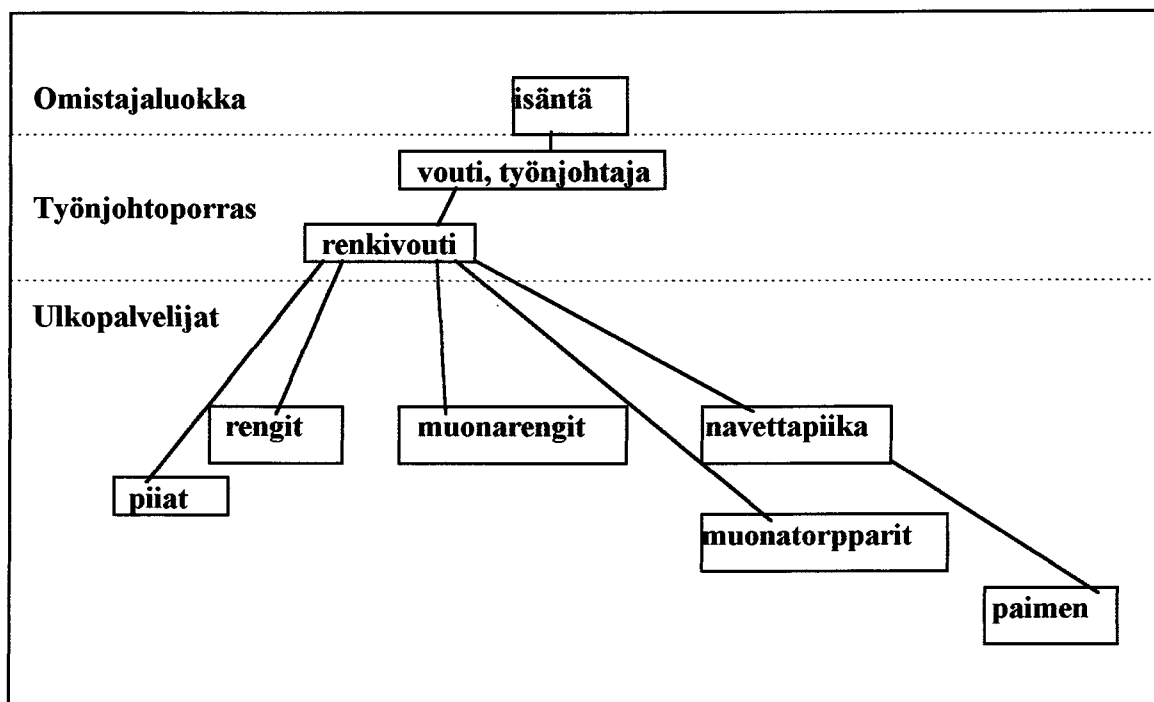 Omistajaluokka
isäntä
vouti, työnjohtaja
Työnjohtoporras
renkivouti
Ulkopalvelijat
rengit
muonarengit
navettapiika
piiat
muonatorpparit
paimen